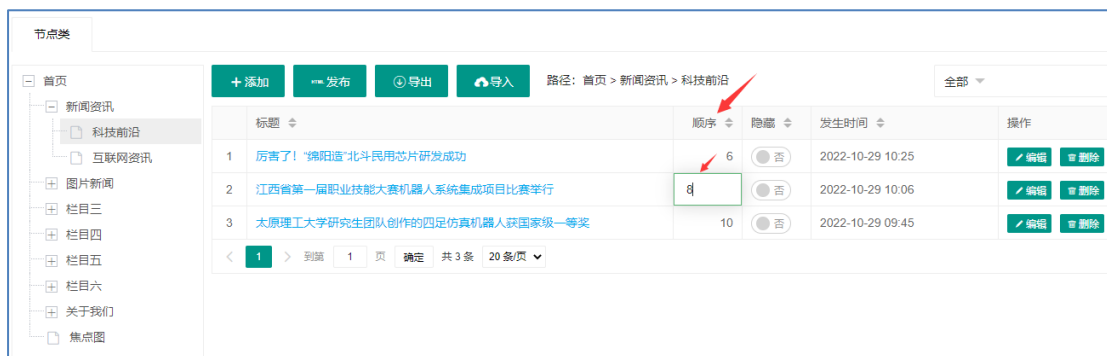 节点类
首页
新闻资讯
科技前沿
互联网资讯
图片新闻
栏目三
栏目四
栏目五
栏目六
关于我们
焦点图
+添加 HTML 发布 导出 导入 路径：首页 > 新闻资讯 > 科技前沿 全部
标题 顺序 隐藏 发生时间 操作
1 厉害了！“绵阳造”北斗民用芯片研发成功 6 否 2022-10-29 10:25 编辑 删除
2 江西省第一届职业技能大赛机器人系统集成项目比赛举行 8 否 2022-10-29 10:06 编辑 删除
3 太原理工大学研究生团队创作的四足仿真机器人获国家级一等奖 10 否 2022-10-29 09:45 编辑 删除
< 1 > 到第 1 页 确定 共 3 条 20 条/页